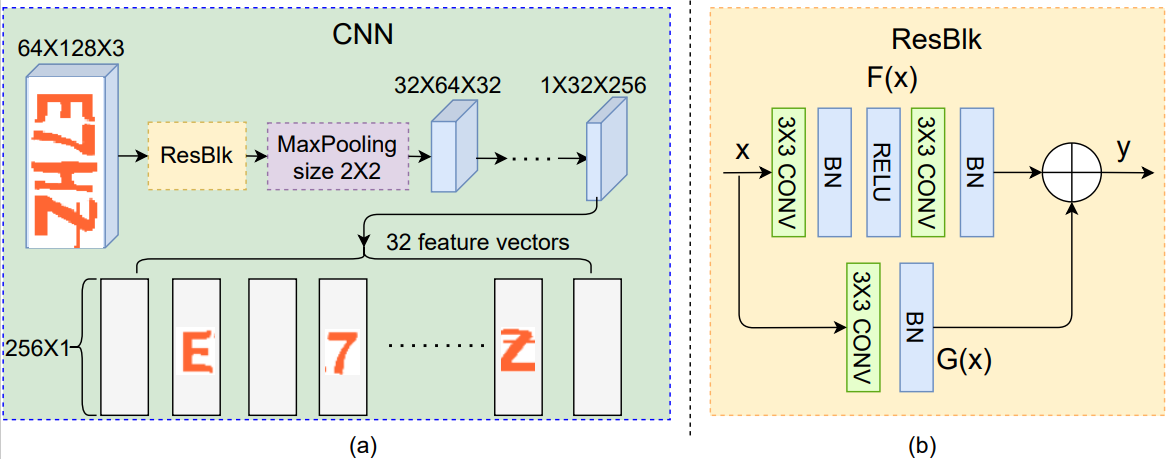 CNN
64X128X3
E7HZ
ResBlk
MaxPooling
size 2X2
32X64X32
1X32X256
32 feature vectors
256X1
E
7
Z
(a)
ResBlk
F(x)
x
3X3 CONV
BN
RELU
3X3 CONV
BN
y
3X3 CONV
BN
G(x)
(b)